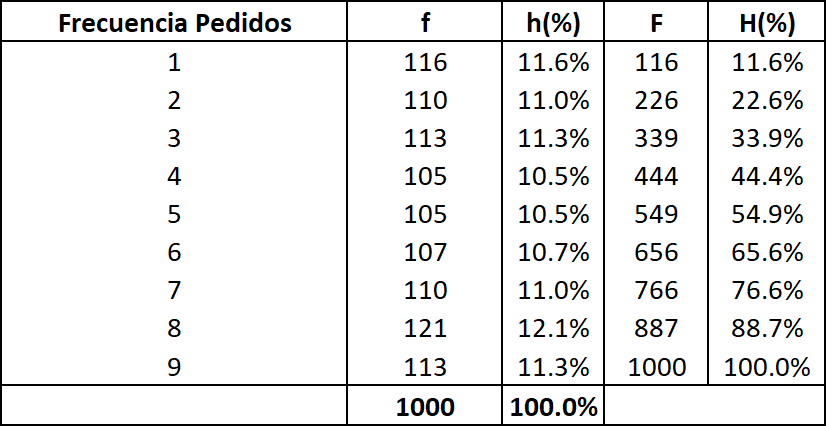 Frecuencia Pedidos f h(%) F H(%)
1 116 11.6% 116 11.6%
2 110 11.0% 226 22.6%
3 113 11.3% 339 33.9%
4 105 10.5% 444 44.4%
5 105 10.5% 549 54.9%
6 107 10.7% 656 65.6%
7 110 11.0% 766 76.6%
8 121 12.1% 887 88.7%
9 113 11.3% 1000 100.0%
1000 100.0%